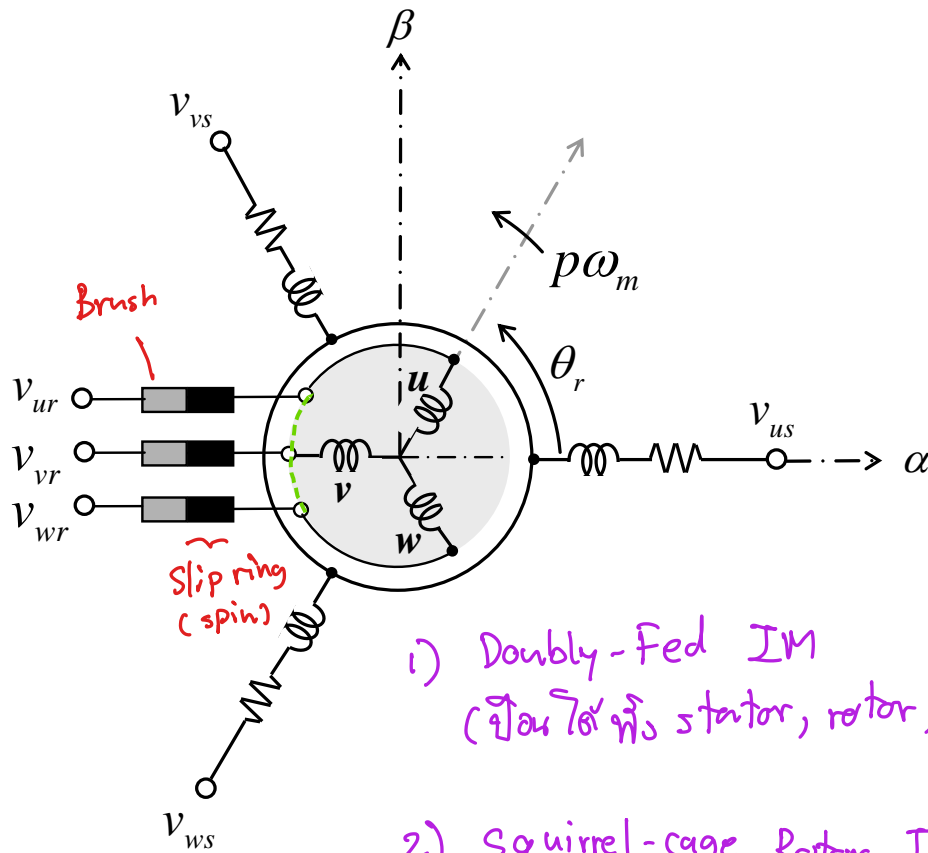 β
v_vs
pω_m
Brush
θ_r
v_ur
u
v_us
v_vr
v
α
v_wr
w
Slip ring
(spin)
1) Doubly-Fed IM
(ป้อนได้ทั้ง stator, rotor
v_ws
2) Squirrel-cage